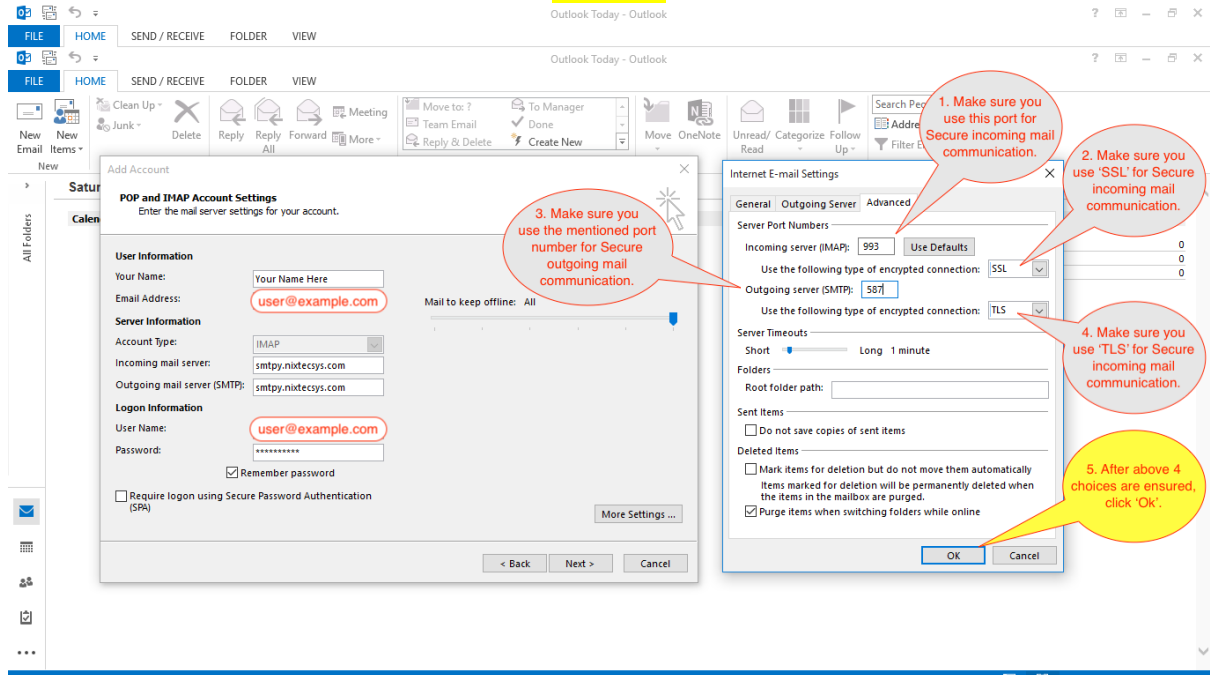 Outlook Today - Outlook
FILE HOME SEND / RECEIVE FOLDER VIEW
Outlook Today - Outlook
FILE HOME SEND / RECEIVE FOLDER VIEW
New Email
New Items
New
Clean Up
Junk
Delete
Reply
Reply All
Forward
Meeting
More
Move to: ?
Team Email
Reply & Delete
To Manager
Done
Create New
Move
OneNote
Unread/ Read
Categorize
Follow Up
Search
Filter
All Folders
Add Account
POP and IMAP Account Settings
Enter the mail server settings for your account.
User Information
Your Name: Your Name Here
Email Address: user@example.com
Server Information
Account Type: IMAP
Incoming mail server: smtpy.nixtecsys.com
Outgoing mail server (SMTP): smtpy.nixtecsys.com
Logon Information
User Name: user@example.com
Password: **********
Remember password
Require logon using Secure Password Authentication
(SPA)
Mail to keep offline: All
More Settings ...
< Back Next > Cancel
Internet E-mail Settings
General Outgoing Server Advanced
Server Port Numbers
Incoming server (IMAP): 993 Use Defaults
Use the following type of encrypted connection: SSL
Outgoing server (SMTP): 587
Use the following type of encrypted connection: TLS
Server Timeouts
Short Long 1 minute
Folders
Root folder path:
Sent Items
Do not save copies of sent items
Deleted Items
Mark items for deletion but do not move them automatically
Items marked for deletion will be permanently deleted when
the items in the mailbox are purged.
Purge items when switching folders while online
OK Cancel
0
0
0
1. Make sure you
use this port for
Secure incoming mail
communication.
2. Make sure you
use ‘SSL’ for Secure
incoming mail
communication.
3. Make sure you
use the mentioned port
number for Secure
outgoing mail
communication.
4. Make sure you
use ‘TLS’ for Secure
incoming mail
communication.
5. After above 4
choices are ensured,
click ‘Ok’.